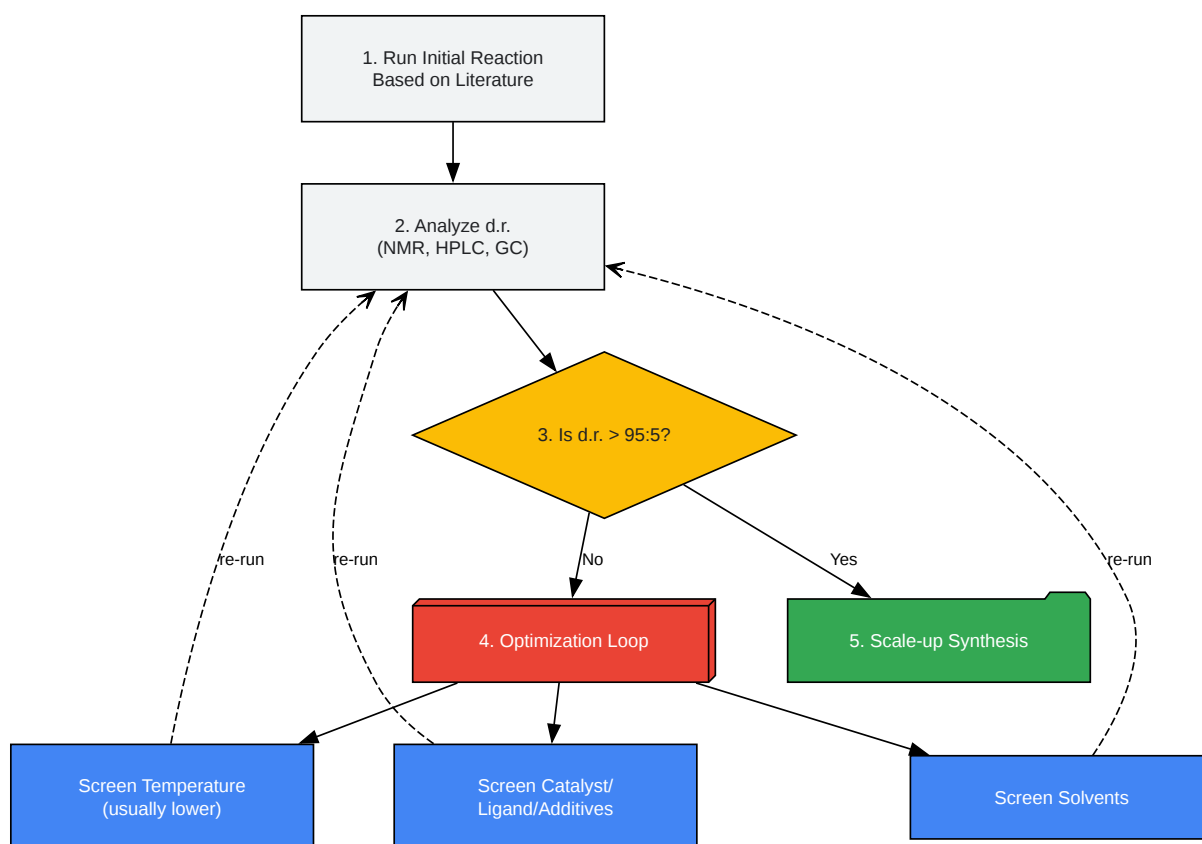 1. Run Initial Reaction
Based on Literature
2. Analyze d.r.
(NMR, HPLC, GC)
3. Is d.r. > 95:5?
re-run
re-run
No
Yes
re-run
4. Optimization Loop
5. Scale-up Synthesis
Screen Temperature
(usually lower)
Screen Catalyst/
Ligand/Additives
Screen Solvents